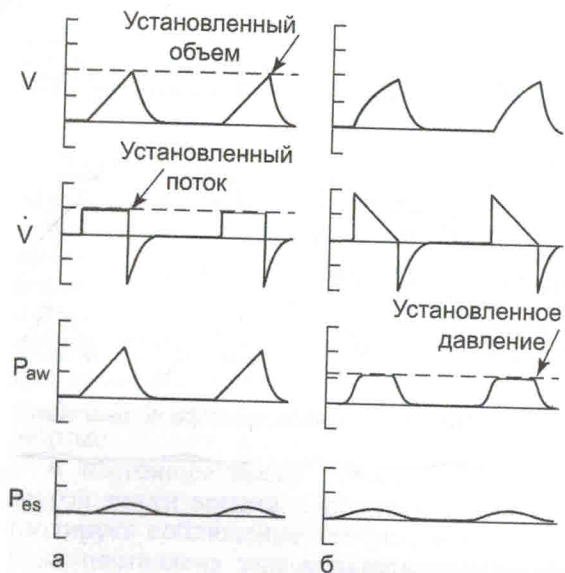 Установленный
объем
V
Установленный
поток
V̇
Установленное
давление
Paw
Pes
а
б